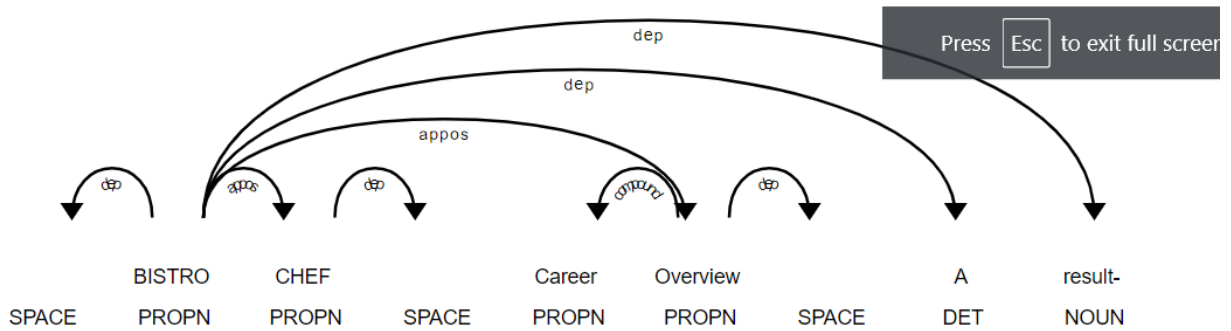 dep
Press Esc to exit full screen
dep
appos
dep appos dep compound dep
BISTRO CHEF Career Overview A result-
SPACE PROPN PROPN SPACE PROPN PROPN SPACE DET NOUN